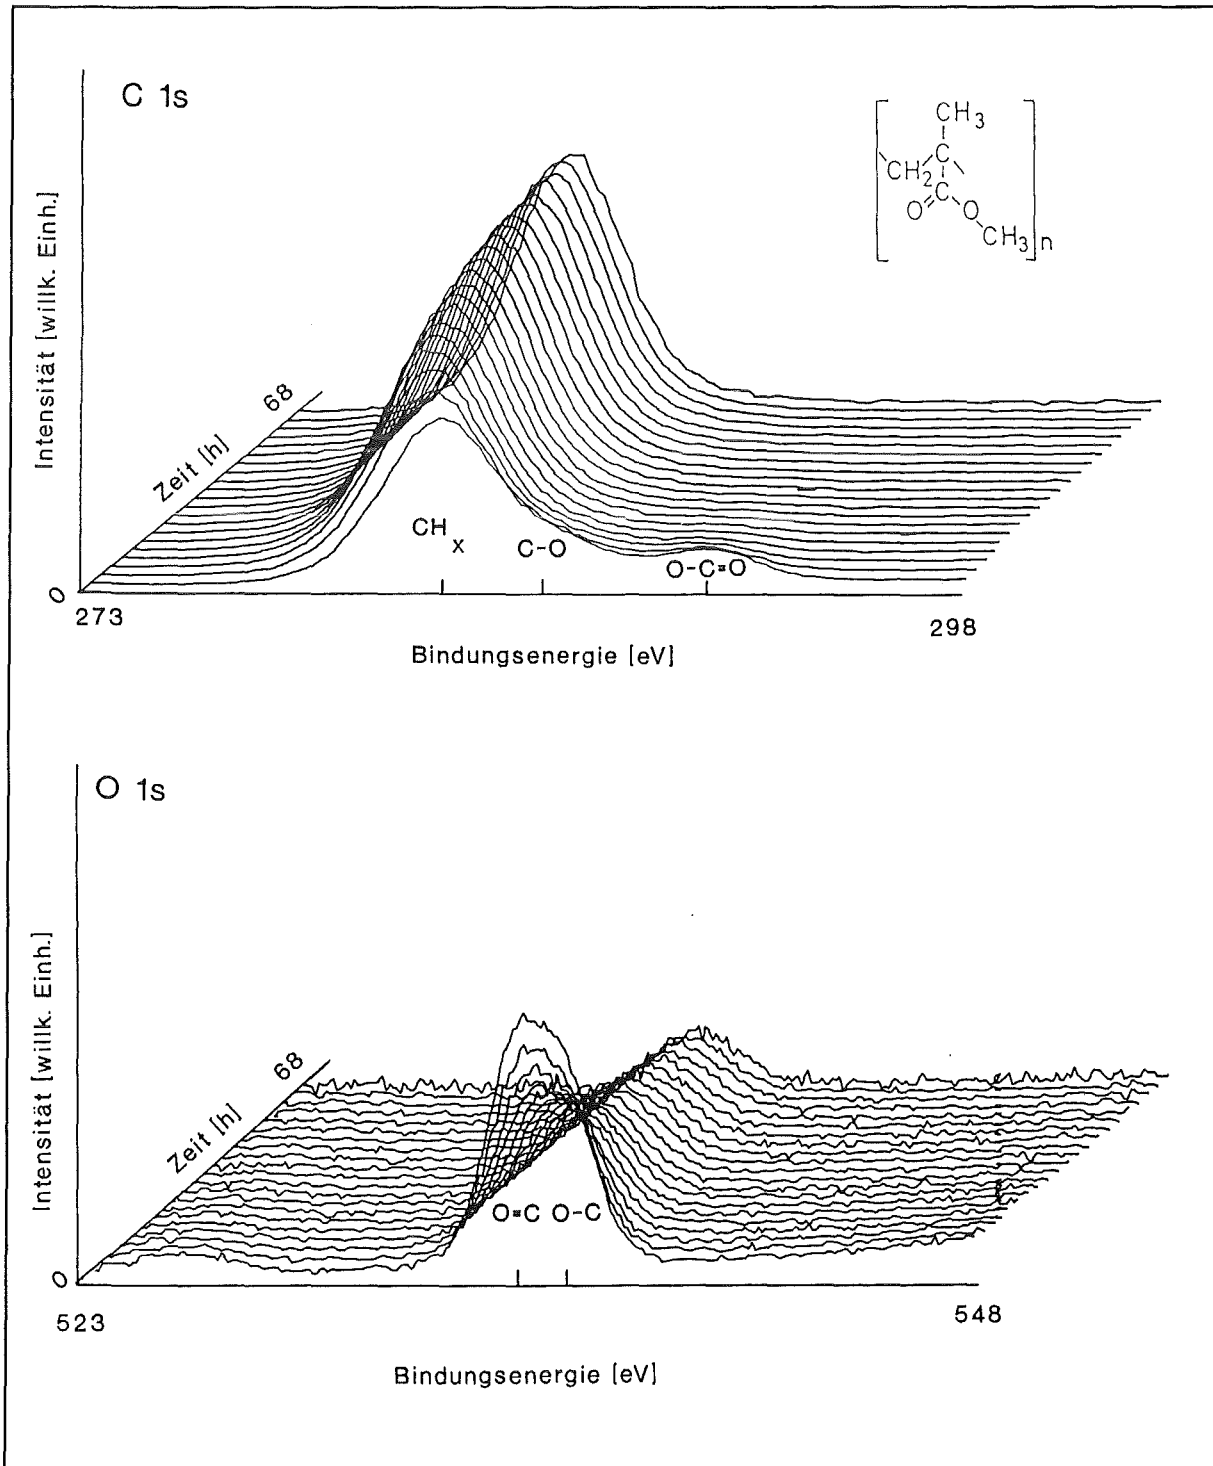 C 1s
CH3
C
CH2
O=C
O
CH3
n
Intensität [willk. Einh.]
68
Zeit [h]
0
CHx
C-O
O-C=O
273
298
Bindungsenergie [eV]
O 1s
Intensität [willk. Einh.]
68
Zeit [h]
0
O=C O-C
523
548
Bindungsenergie [eV]